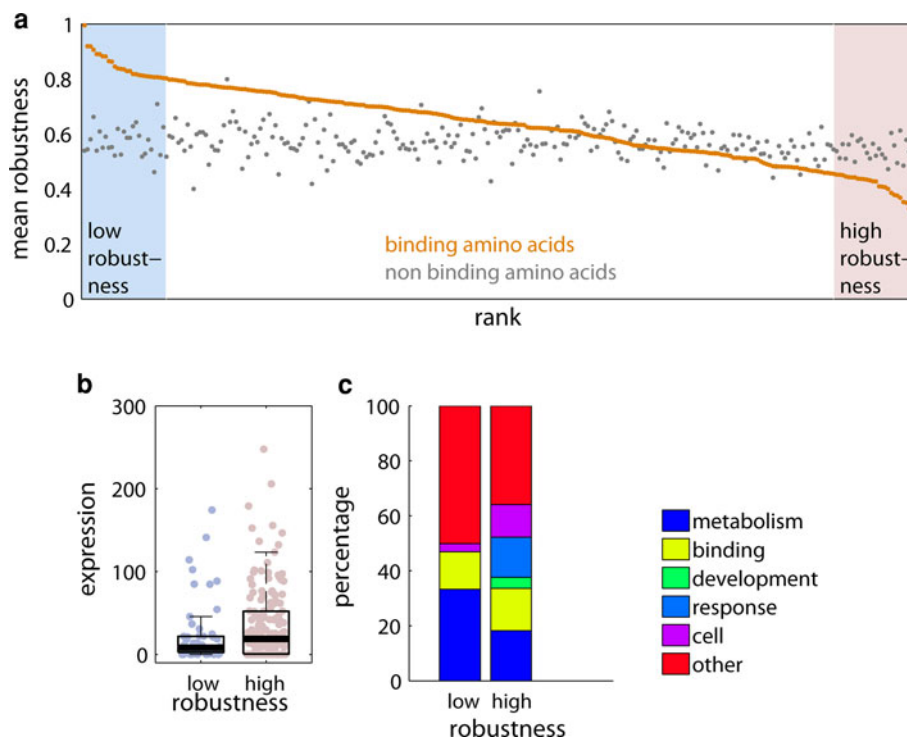 a
1
0.8
0.6
0.4
0.2
0
mean robustness
low
robust–
ness
binding amino acids
non binding amino acids
high
robust–
ness
rank
b
300
200
100
0
expression
low high
robustness
c
100
80
60
40
20
0
percentage
low high
robustness
metabolism
binding
development
response
cell
other